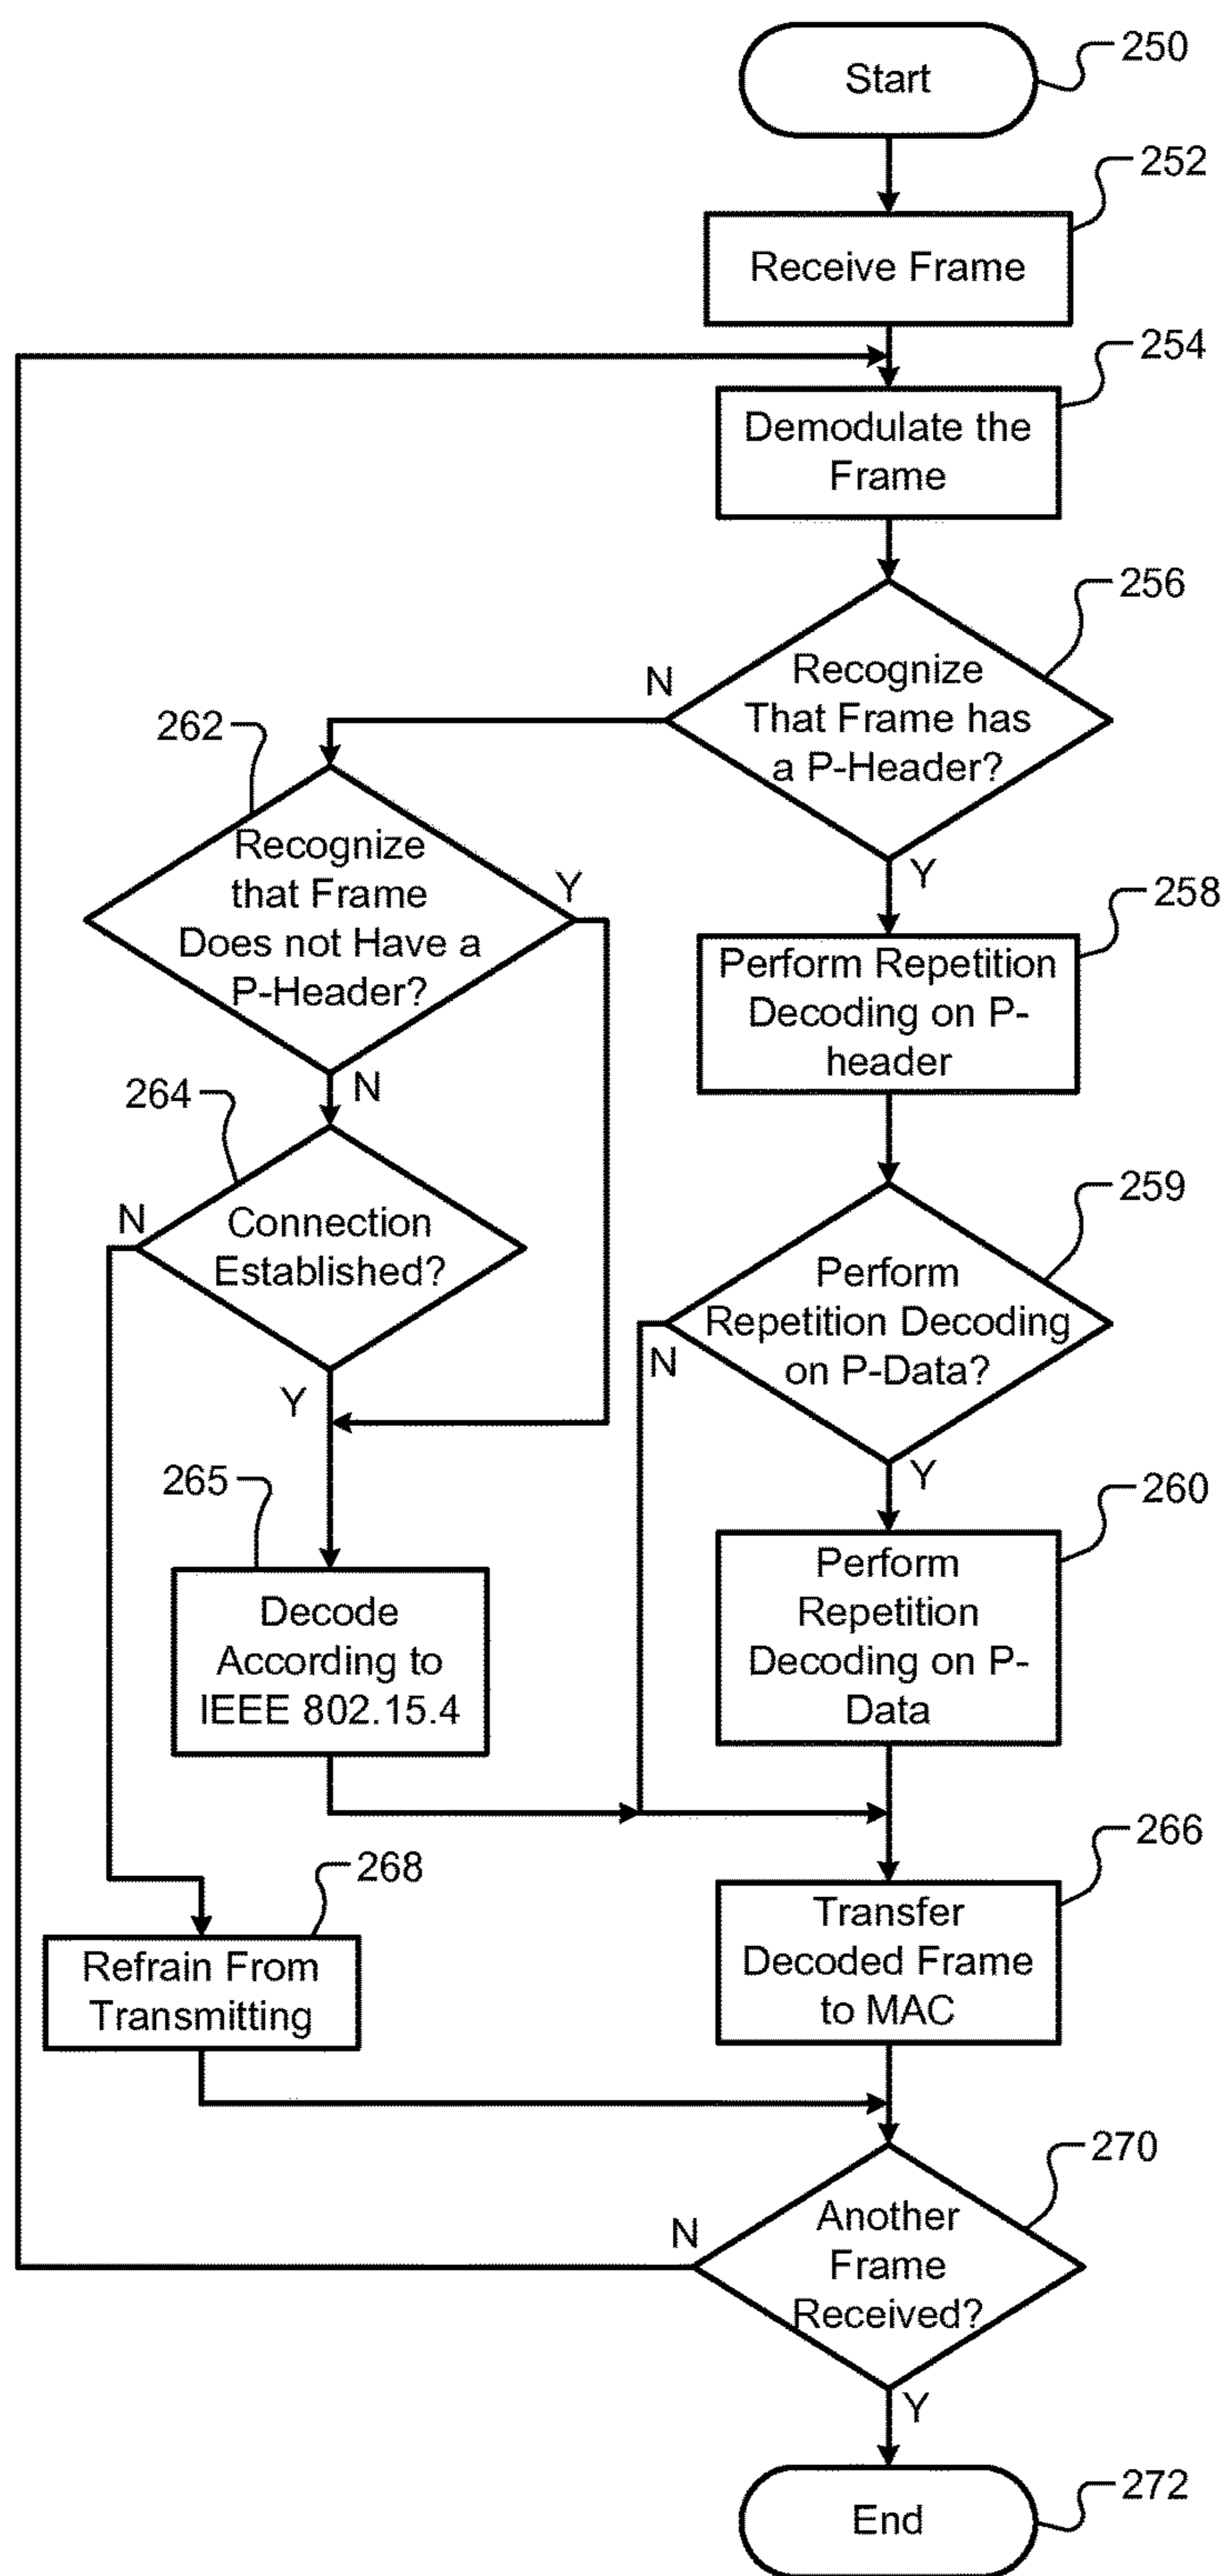 Start
250
252
Receive Frame
254
Demodulate the
Frame
256
Recognize
That Frame has
a P-Header?
N
Y
262
Recognize
that Frame
Does not Have a
P-Header?
Y
N
258
Perform Repetition
Decoding on P-
header
264
Connection
Established?
N
Y
259
Perform
Repetition Decoding
on P-Data?
N
Y
265
Decode
According to
IEEE 802.15.4
260
Perform
Repetition
Decoding on P-
Data
266
Transfer
Decoded Frame
to MAC
268
Refrain From
Transmitting
270
Another
Frame
Received?
N
Y
272
End